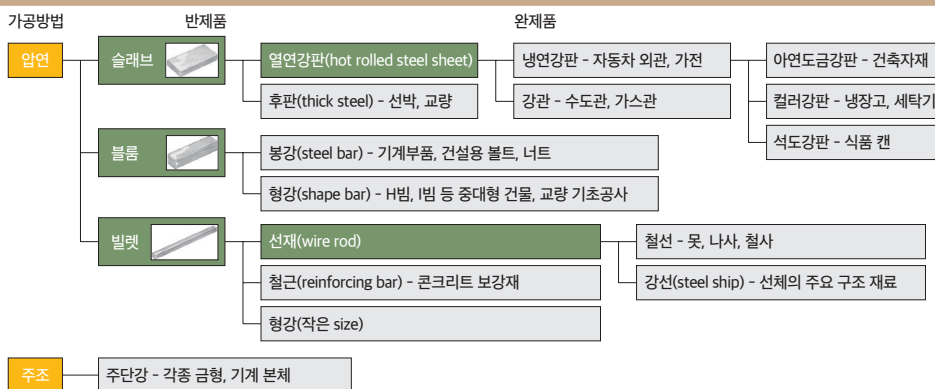 가공방법 반제품 완제품
압연 슬래브 열연강판(hot rolled steel sheet) 냉연강판 - 자동차 외관, 가전 아연도금강판 - 건축자재
후판(thick steel) - 선박, 교량 강관 - 수도관, 가스관 컬러강판 - 냉장고, 세탁기
석도강판 - 식품 캔
블룸 봉강(steel bar) - 기계부품, 건설용 볼트, 너트
형강(shape bar) - H빔, I빔 등 중대형 건물, 교량 기초공사
빌렛 선재(wire rod) 철선 - 못, 나사, 철사
철근(reinforcing bar) - 콘크리트 보강재 강선(steel ship) - 선체의 주요 구조 재료
형강(작은 size)
주조 주단강 - 각종 금형, 기계 본체